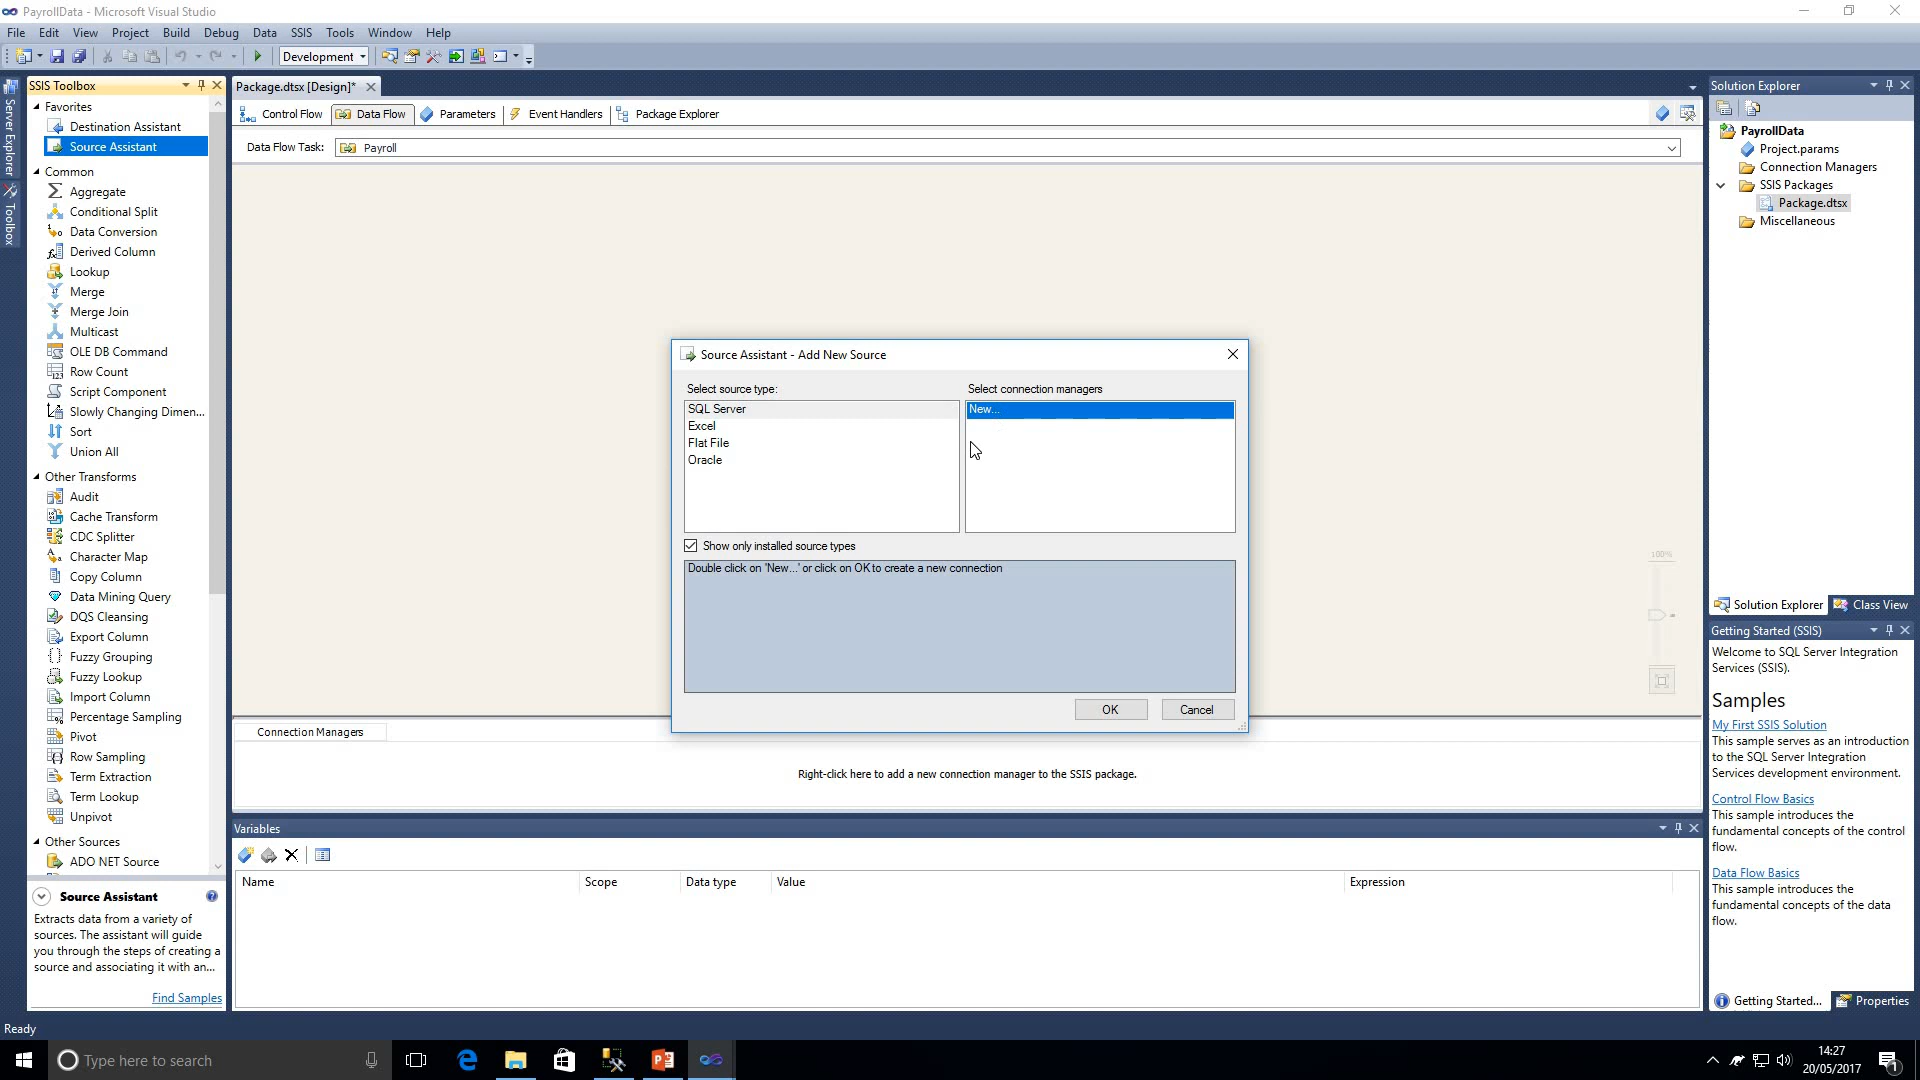 PayrollData - Microsoft Visual Studio
File Edit View Project Build Debug Data SSIS Tools Window Help
Development
Server Explorer
Toolbox
SSIS Toolbox
Favorites
Destination Assistant
Source Assistant
Common
Aggregate
Conditional Split
Data Conversion
Derived Column
Lookup
Merge
Merge Join
Multicast
OLE DB Command
Row Count
Script Component
Slowly Changing Dimen...
Sort
Union All
Other Transforms
Audit
Cache Transform
CDC Splitter
Character Map
Copy Column
Data Mining Query
DQS Cleansing
Export Column
Fuzzy Grouping
Fuzzy Lookup
Import Column
Percentage Sampling
Pivot
Row Sampling
Term Extraction
Term Lookup
Unpivot
Other Sources
ADO NET Source
Source Assistant
Extracts data from a variety of
sources. The assistant will guide
you through the steps of creating a
source and associating it with an...
Find Samples
Package.dtsx [Design]*
Control Flow Data Flow Parameters Event Handlers Package Explorer
Data Flow Task: Payroll
Source Assistant - Add New Source
Select source type:
SQL Server
Excel
Flat File
Oracle
Select connection managers
New...
Show only installed source types
Double click on 'New...' or click on OK to create a new connection
OK Cancel
100%
Connection Managers
Right-click here to add a new connection manager to the SSIS package.
Variables
Name Scope Data type Value Expression
Solution Explorer
PayrollData
Project.params
Connection Managers
SSIS Packages
Package.dtsx
Miscellaneous
Solution Explorer Class View
Getting Started (SSIS)
Welcome to SQL Server Integration
Services (SSIS).
Samples
My First SSIS Solution
This sample serves as an introduction
to the SQL Server Integration
Services development environment.
Control Flow Basics
This sample introduces the
fundamental concepts of the control
flow.
Data Flow Basics
This sample introduces the
fundamental concepts of the data
flow.
Getting Started... Properties
Ready
Type here to search
14:27
20/05/2017
1